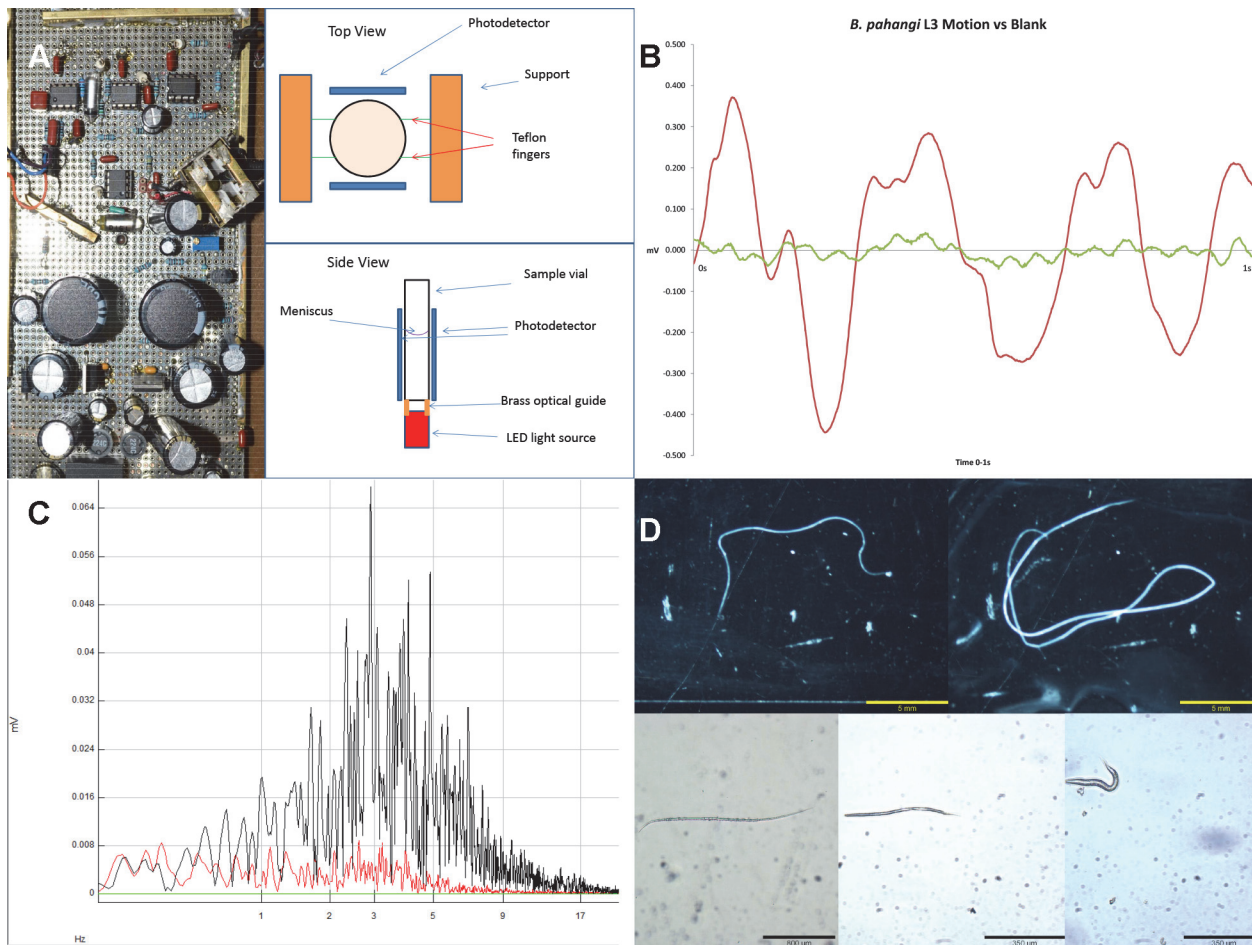 A
Top View
Photodetector
Support
Teflon
fingers
Side View
Sample vial
Meniscus
Photodetector
Brass optical guide
LED light source
B
B. pahangi L3 Motion vs Blank
0.500
0.400
0.300
0.200
0.100
mV 0.000
0s
1s
-0.100
-0.200
-0.300
-0.400
-0.500
Time 0-1s
C
0.064
0.056
0.048
0.04
0.032
mV
0.024
0.016
0.008
0
1 2 3 5 9 17
Hz
D
5 mm
5 mm
800 µm
350 µm
350 µm